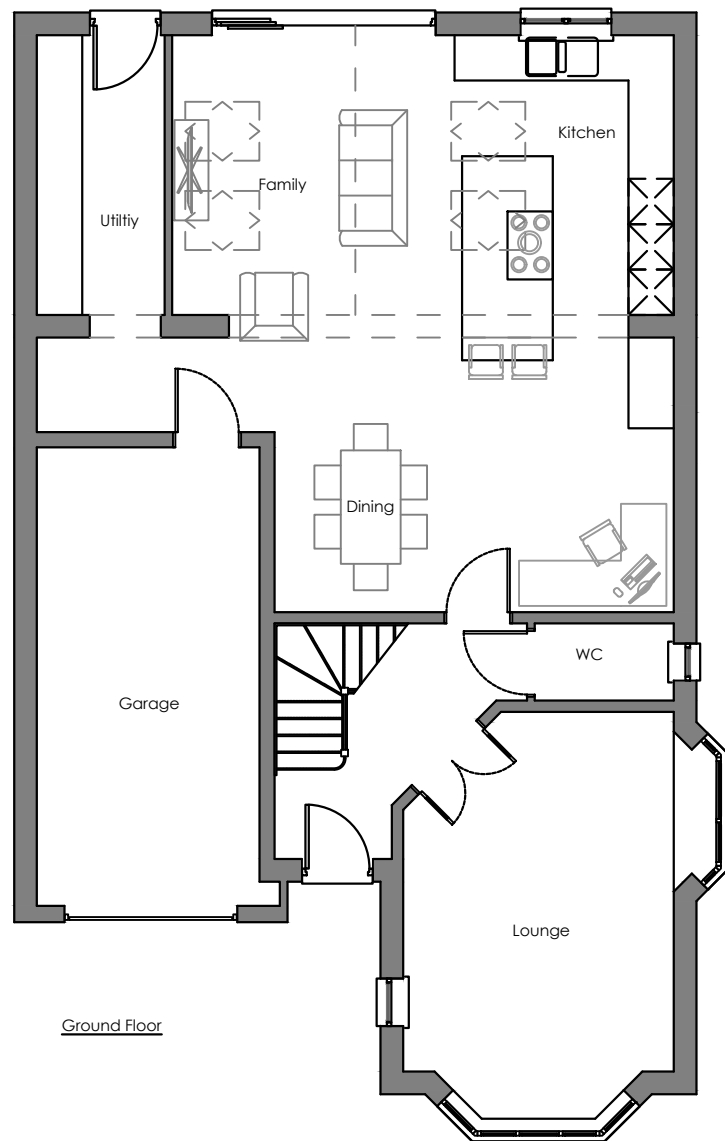 Kitchen
Family
Utiltiy
Dining
WC
Garage
Lounge
Ground Floor